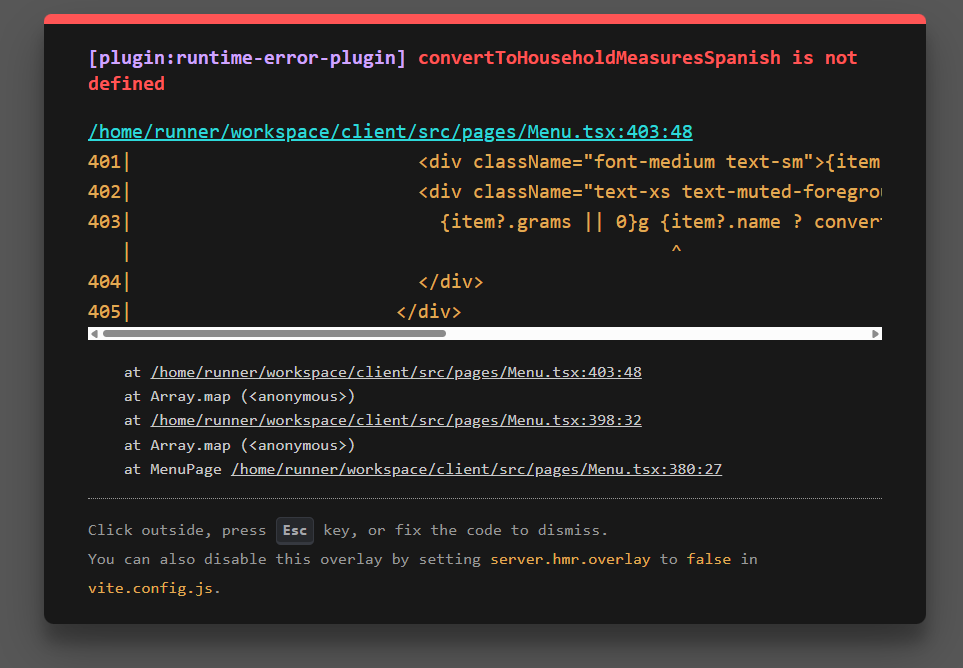 [plugin:runtime-error-plugin] convertToHouseholdMeasuresSpanish is not
defined
/home/runner/workspace/client/src/pages/Menu.tsx:403:48
401|                          <div className="font-medium text-sm">{item
402|                          <div className="text-xs text-muted-foregrou
403|                            {item?.grams || 0}g {item?.name ? conver
|                                                 ^
404|                          </div>
405|                        </div>
at /home/runner/workspace/client/src/pages/Menu.tsx:403:48
at Array.map (<anonymous>)
at /home/runner/workspace/client/src/pages/Menu.tsx:398:32
at Array.map (<anonymous>)
at MenuPage /home/runner/workspace/client/src/pages/Menu.tsx:380:27
Click outside, press Esc key, or fix the code to dismiss.
You can also disable this overlay by setting server.hmr.overlay to false in
vite.config.js.